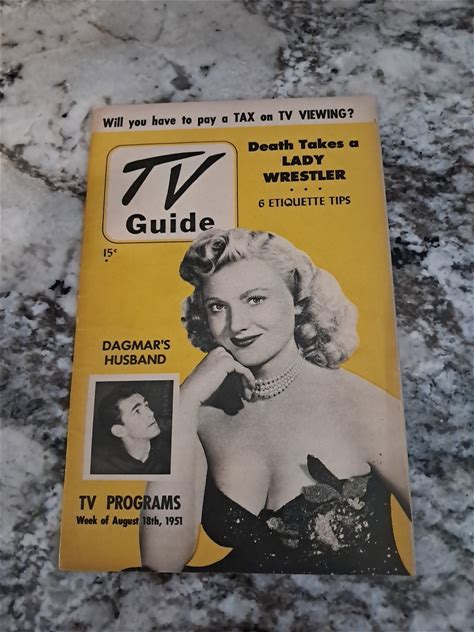 Will you have to pay a TAX on TV VIEWING?
TV
Guide
15¢
Death Takes a
LADY
WRESTLER
• • •
6 ETIQUETTE TIPS
DAGMAR'S
HUSBAND
TV PROGRAMS
Week of August 18th, 1951